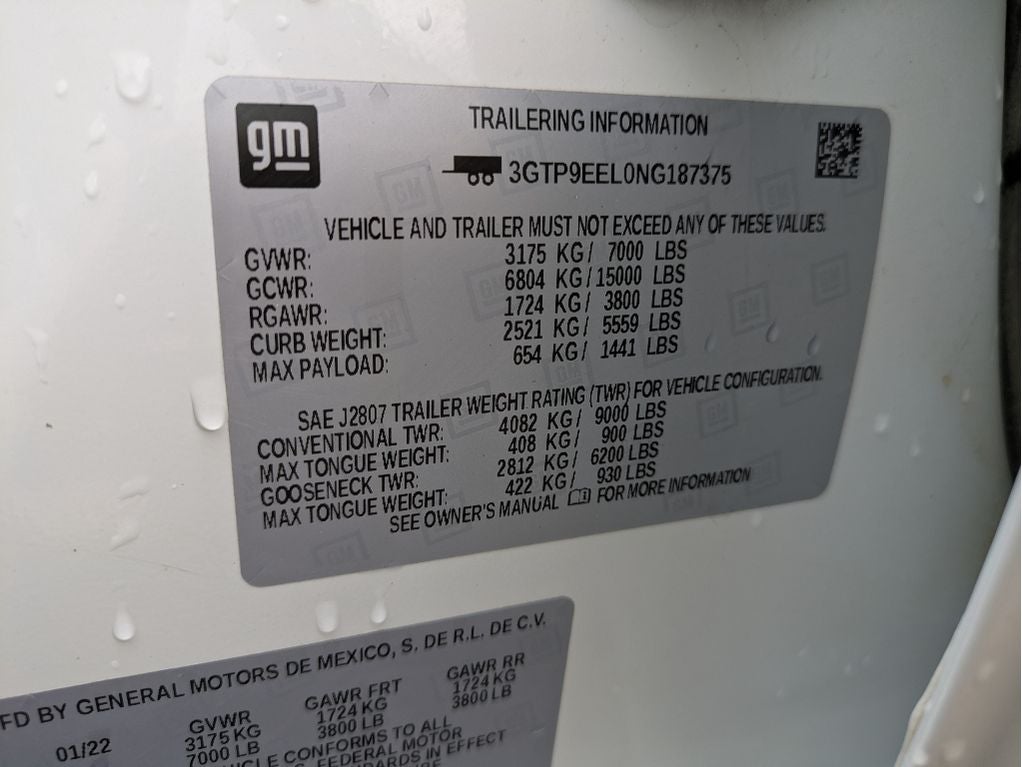 gm
TRAILERING INFORMATION
3GTP9EEL0NG187375
VEHICLE AND TRAILER MUST NOT EXCEED ANY OF THESE VALUES.
GVWR: 3175 KG/ 7000 LBS
GCWR: 6804 KG/15000 LBS
RGAWR: 1724 KG/ 3800 LBS
CURB WEIGHT: 2521 KG/ 5559 LBS
MAX PAYLOAD: 654 KG/ 1441 LBS
SAE J2807 TRAILER WEIGHT RATING (TWR) FOR VEHICLE CONFIGURATION.
CONVENTIONAL TWR: 4082 KG/ 9000 LBS
MAX TONGUE WEIGHT: 408 KG/ 900 LBS
GOOSENECK TWR: 2812 KG/ 6200 LBS
MAX TONGUE WEIGHT: 422 KG/ 930 LBS
SEE OWNER'S MANUAL FOR MORE INFORMATION
FD BY GENERAL MOTORS DE MEXICO, S. DE R.L. DE C.V.
01/22 GVWR GAWR FRT GAWR RR
3175 KG 1724 KG 1724 KG
7000 LB 3800 LB 3800 LB
CONFORMS TO ALL
FEDERAL MOTOR
IN EFFECT